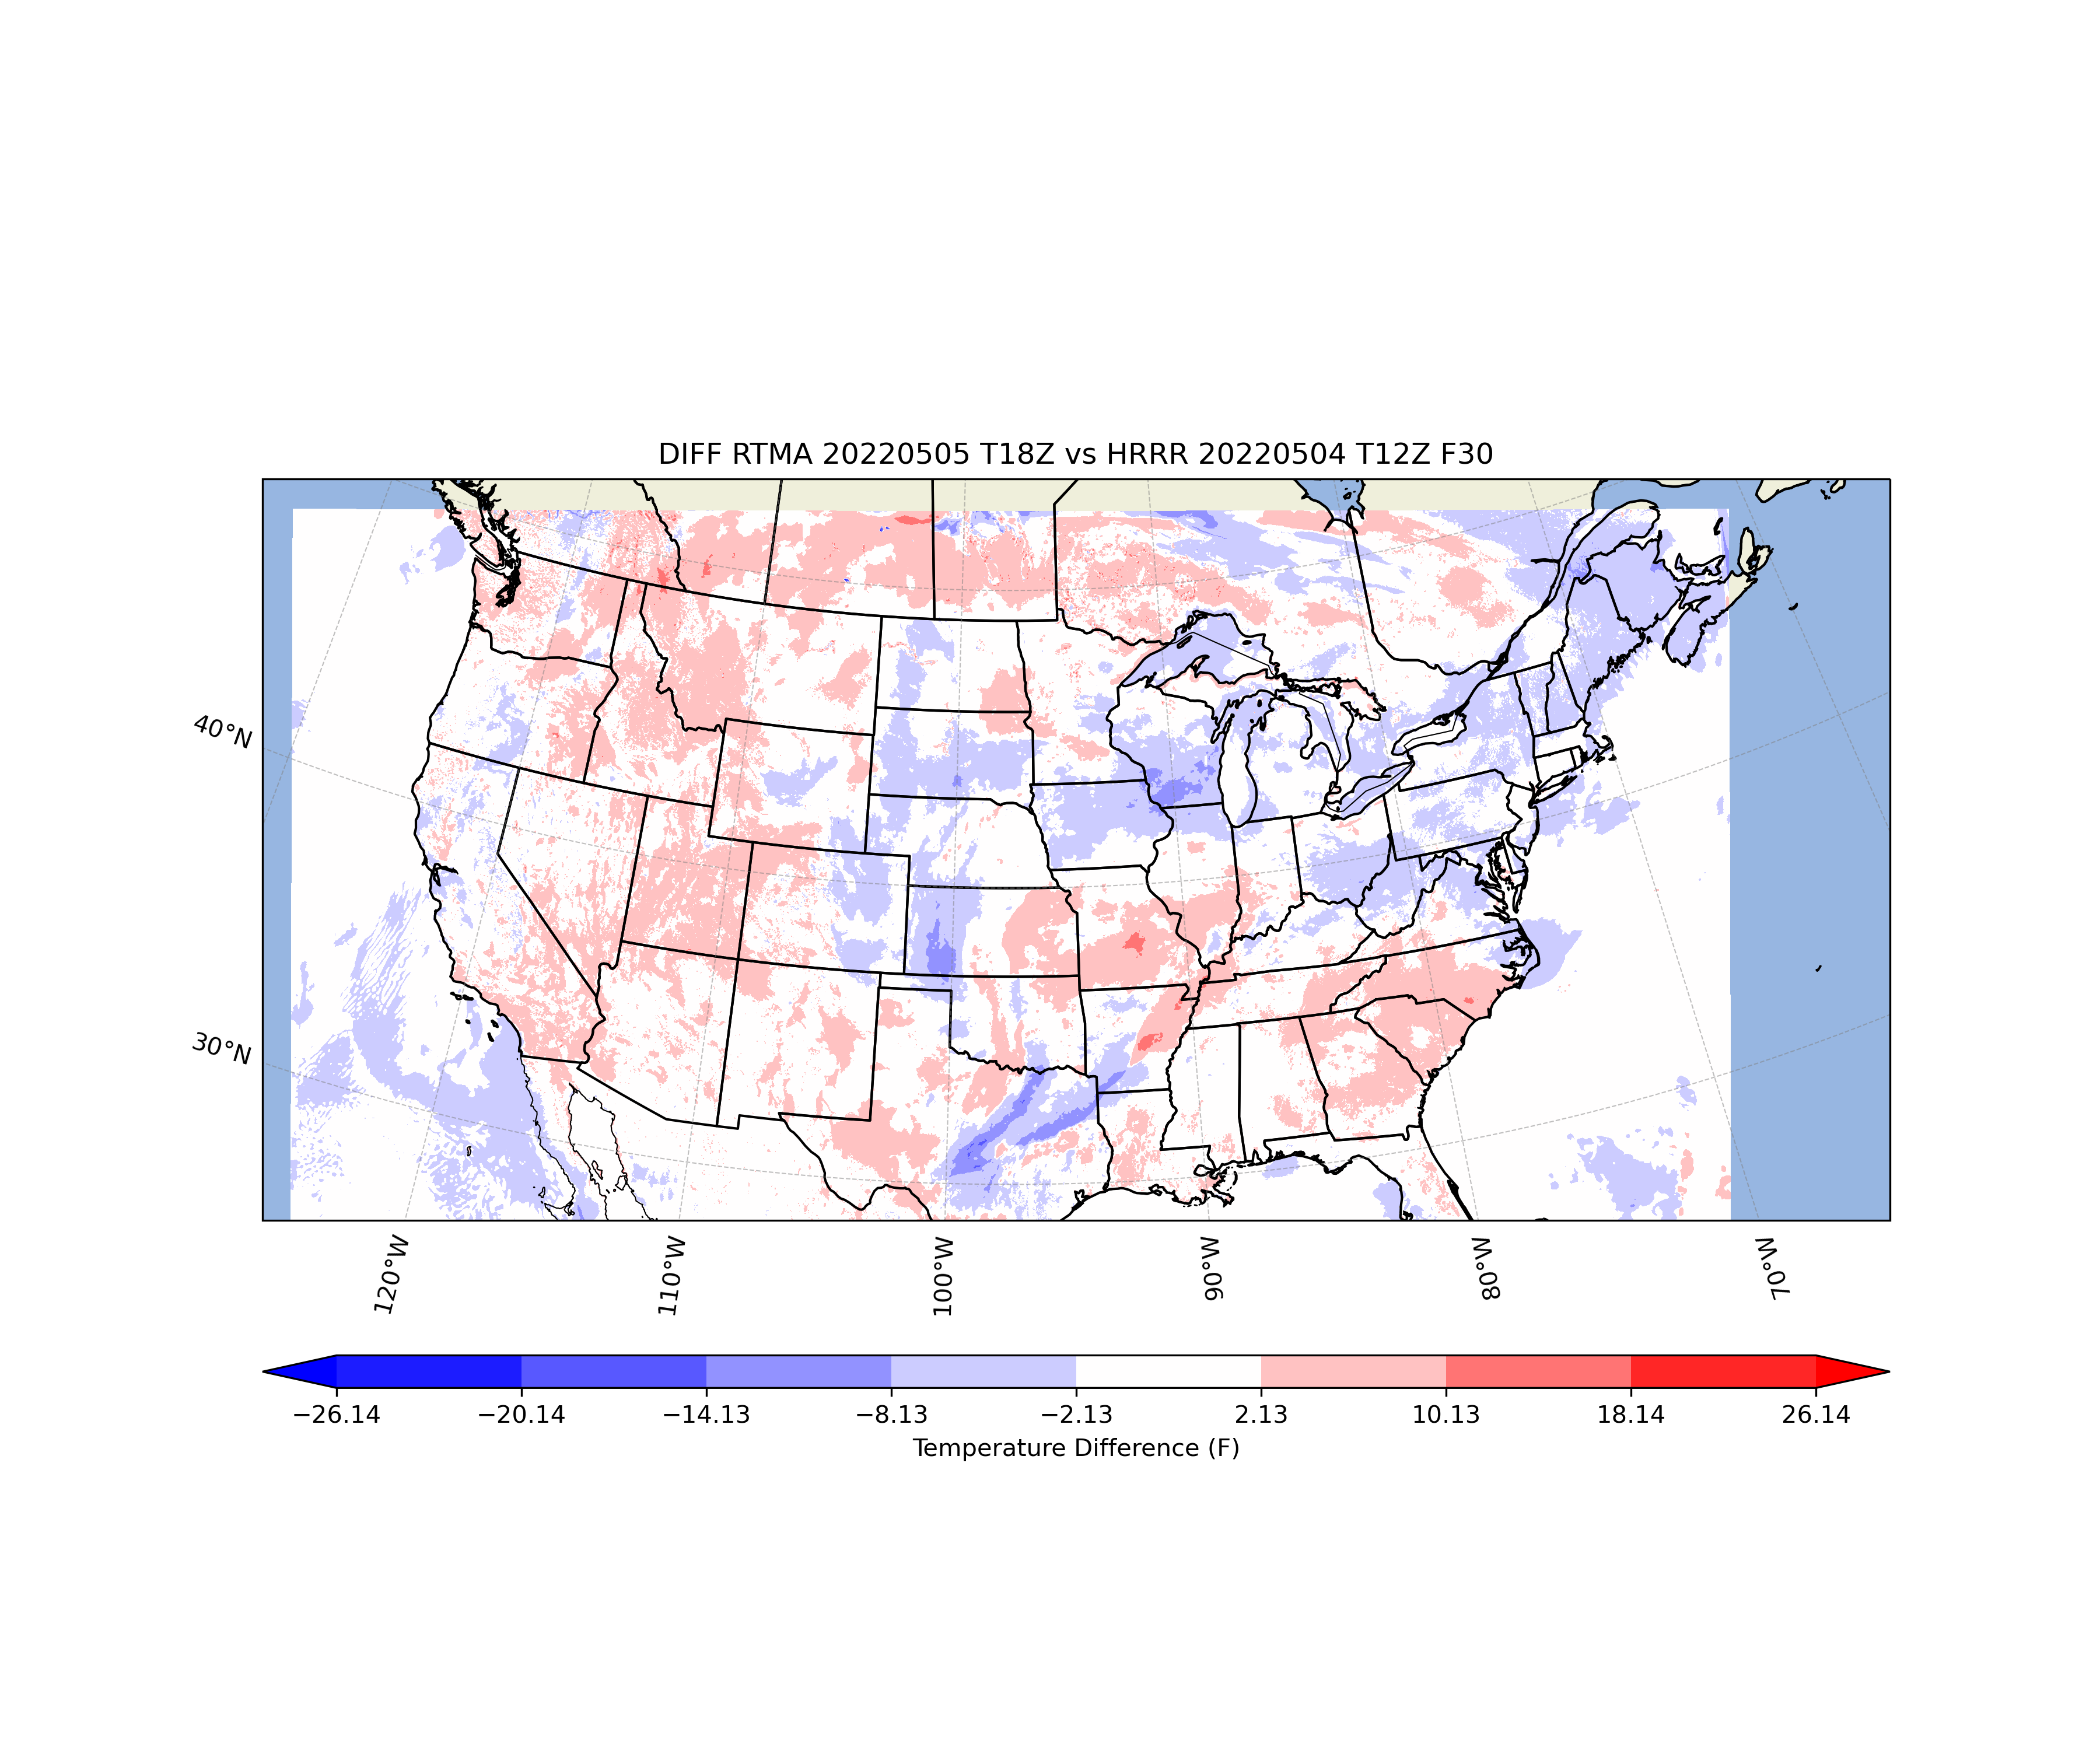 DIFF RTMA 20220505 T18Z vs HRRR 20220504 T12Z F30
40°N
30°N
120°W
110°W
100°W
90°W
80°W
70°W
−26.14
−20.14
−14.13
−8.13
−2.13
2.13
10.13
18.14
26.14
Temperature Difference (F)